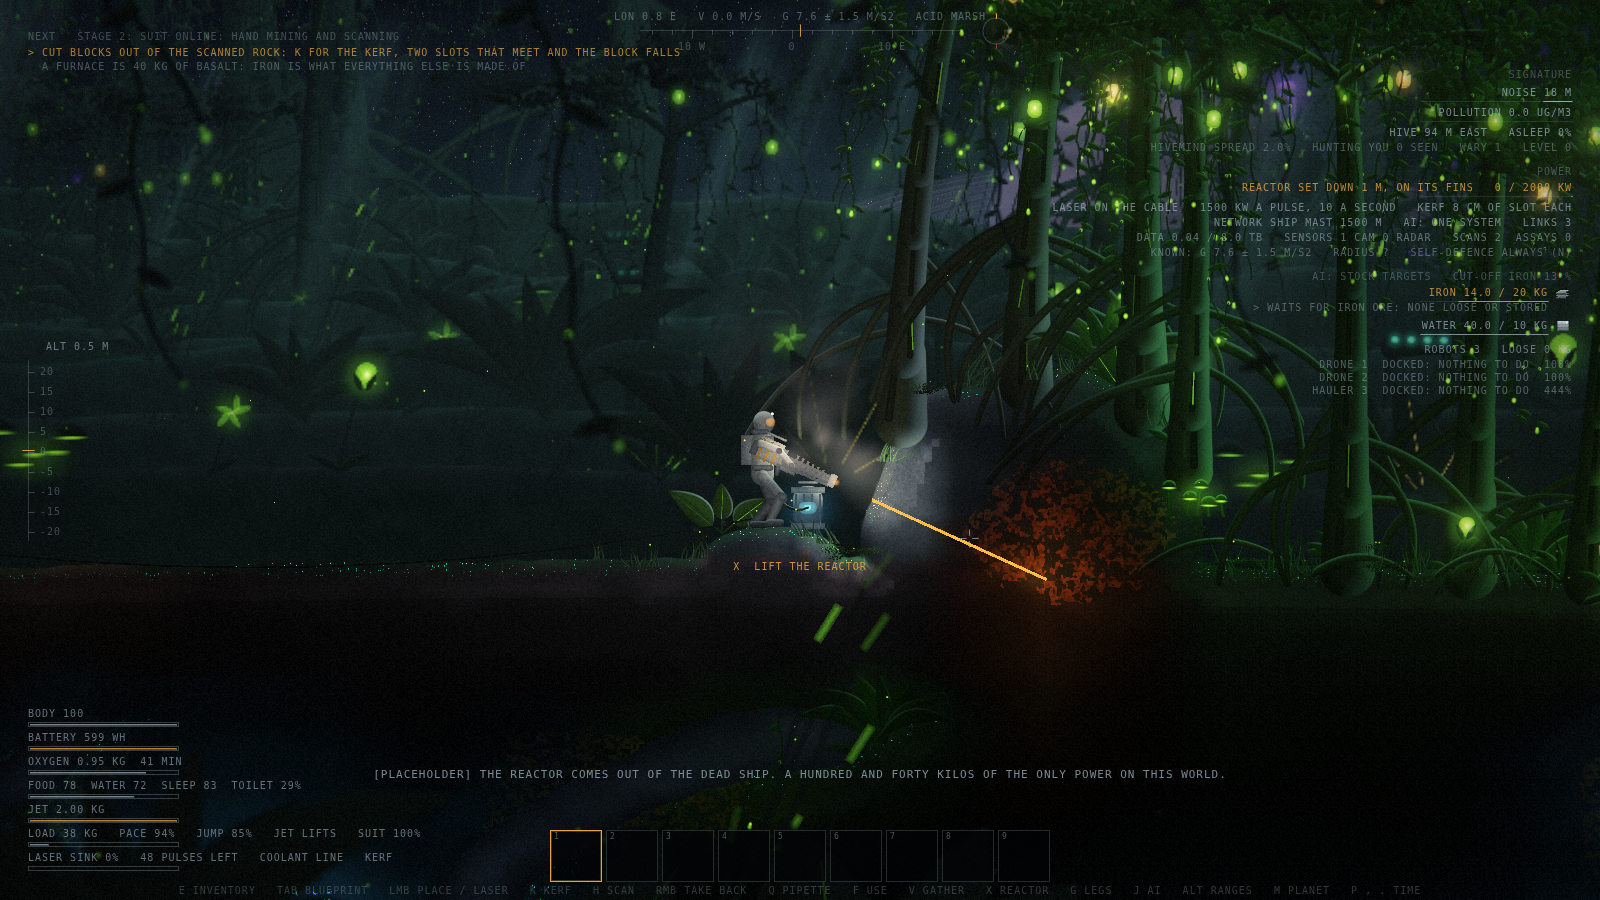 LON 0.8 E   V 0.0 M/S   G 7.6 ± 1.5 M/S2   ACID MARSH
10 W   0   10 E
NEXT   STAGE 2: SUIT ONLINE: HAND MINING AND SCANNING
> CUT BLOCKS OUT OF THE SCANNED ROCK: K FOR THE KERF, TWO SLOTS THAT MEET AND THE BLOCK FALLS
A FURNACE IS 40 KG OF BASALT: IRON IS WHAT EVERYTHING ELSE IS MADE OF
SIGNATURE
NOISE 18 M
POLLUTION 0.0 UG/M3
HIVE 94 M EAST   ASLEEP 0%
HIVEMIND SPREAD 2.0%   HUNTING YOU 0 SEEN   WARY 1   LEVEL 0
POWER
REACTOR SET DOWN 1 M, ON ITS FINS   0 / 2000 KW
LASER ON THE CABLE   1500 KW A PULSE, 10 A SECOND   KERF 8 CM OF SLOT EACH
NETWORK SHIP MAST 1500 M   AI: ONE SYSTEM   LINKS 3
DATA 0.04 / 8.0 TB   SENSORS 1 CAM 0 RADAR   SCANS 2   ASSAYS 0
KNOWN: G 7.6 ± 1.5 M/S2   RADIUS ?   SELF-DEFENCE ALWAYS (N)
AI: STOCK TARGETS   CUT-OFF IRON 13 %
IRON 14.0 / 20 KG
> WAITS FOR IRON ORE: NONE LOOSE OR STORED
WATER 40.0 / 10 KG
ROBOTS 3   LOOSE 0 KG
DRONE 1   DOCKED: NOTHING TO DO   100%
DRONE 2   DOCKED: NOTHING TO DO   100%
HAULER 3   DOCKED: NOTHING TO DO   444%
ALT 0.5 M
20
15
10
5
0
-5
-10
-15
-20
X   LIFT THE REACTOR
[PLACEHOLDER] THE REACTOR COMES OUT OF THE DEAD SHIP. A HUNDRED AND FORTY KILOS OF THE ONLY POWER ON THIS WORLD.
BODY 100
BATTERY 599 WH
OXYGEN 0.95 KG   41 MIN
FOOD 78   WATER 72   SLEEP 83   TOILET 29%
JET 2.00 KG
LOAD 38 KG   PACE 94%   JUMP 85%   JET LIFTS   SUIT 100%
LASER SINK 0%   48 PULSES LEFT   COOLANT LINE   KERF
1   2   3   4   5   6   7   8   9
E INVENTORY   TAB BLUEPRINT   LMB PLACE / LASER   K KERF   H SCAN   RMB TAKE BACK   Q PIPETTE   F USE   V GATHER   X REACTOR   G LEGS   J AI   ALT RANGES   M PLANET   P , . TIME